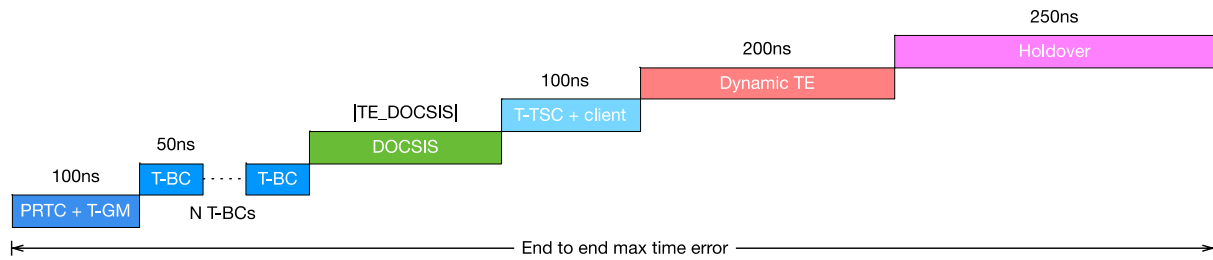 250ns
Holdover
200ns
Dynamic TE
100ns
T-TSC + client
|TE_DOCSIS|
DOCSIS
50ns
T-BC
T-BC
N T-BCs
100ns
PRTC + T-GM
End to end max time error